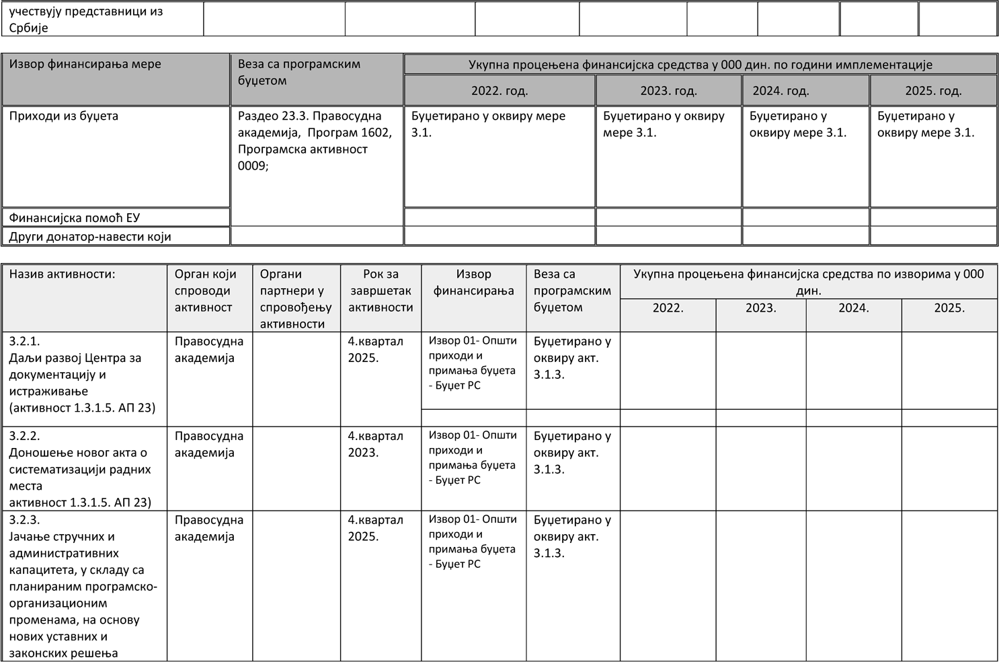 учествују представници из
Србије
Извор финансирања мере
Веза са програмским
буџетом
Укупна процењена финансијска средства у 000 дин. по години имплементације
2022. год.
2023. год.
2024. год.
2025. год.
Приходи из буџета
Раздео 23.3. Правосудна
академија,  Програм 1602,
Програмска активност
0009;
Буџетирано у оквиру мере
3.1.
Буџетирано у оквиру
мере 3.1.
Буџетирано у
оквиру мере 3.1.
Буџетирано у
оквиру мере 3.1.
Финансијска помоћ ЕУ
Други донатор-навести који
Назив активности:
Орган који
спроводи
активност
Органи
партнери у
спровођењу
активности
Рок за
завршетак
активности
Извор
финансирања
Веза са
програмским
буџетом
Укупна процењена финансијска средства по изворима у 000
дин.
2022.
2023.
2024.
2025.
3.2.1.
Даљи развој Центра за
документацију и
истраживање
(активност 1.3.1.5. АП 23)
Правосудна
академија
4.квартал
2025.
Извор 01- Општи
приходи и
примања буџета
- Буџет РС
Буџетирано у
оквиру акт.
3.1.3.
3.2.2.
Доношење новог акта о
систематизацији радних
места
активност 1.3.1.5. АП 23)
Правосудна
академија
4.квартал
2023.
Извор 01- Општи
приходи и
примања буџета
- Буџет РС
Буџетирано у
оквиру акт.
3.1.3.
3.2.3.
Јачање стручних и
административних
капацитета, у складу са
планираним програмско-
организационим
променама, на основу
нових уставних и
законских решења
Правосудна
академија
4.квартал
2025.
Извор 01- Општи
приходи и
примања буџета
- Буџет РС
Буџетирано у
оквиру акт.
3.1.3.